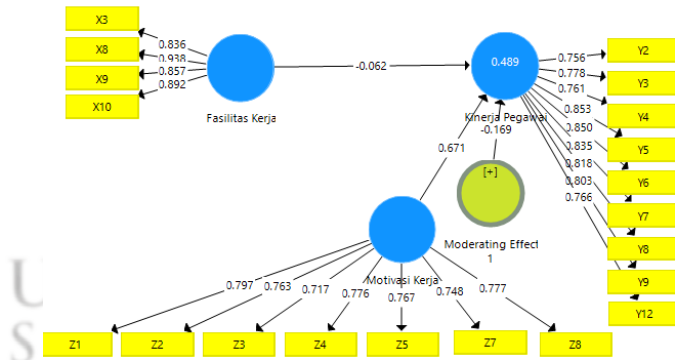 X3
X8
X9
X10
0.836
0.938
0.857
0.892
Fasilitas Kerja
-0.062
0.489
Kinerja Pegawai
0.756
0.778
0.761
0.853
0.850
0.835
0.818
0.803
0.766
Y2
Y3
Y4
Y5
Y6
Y7
Y8
Y9
Y12
-0.169
0.671
[+]
Moderating Effect
1
Motivasi Kerja
0.797
0.763
0.717
0.776
0.767
0.748
0.777
Z1
Z2
Z3
Z4
Z5
Z7
Z8
U
S